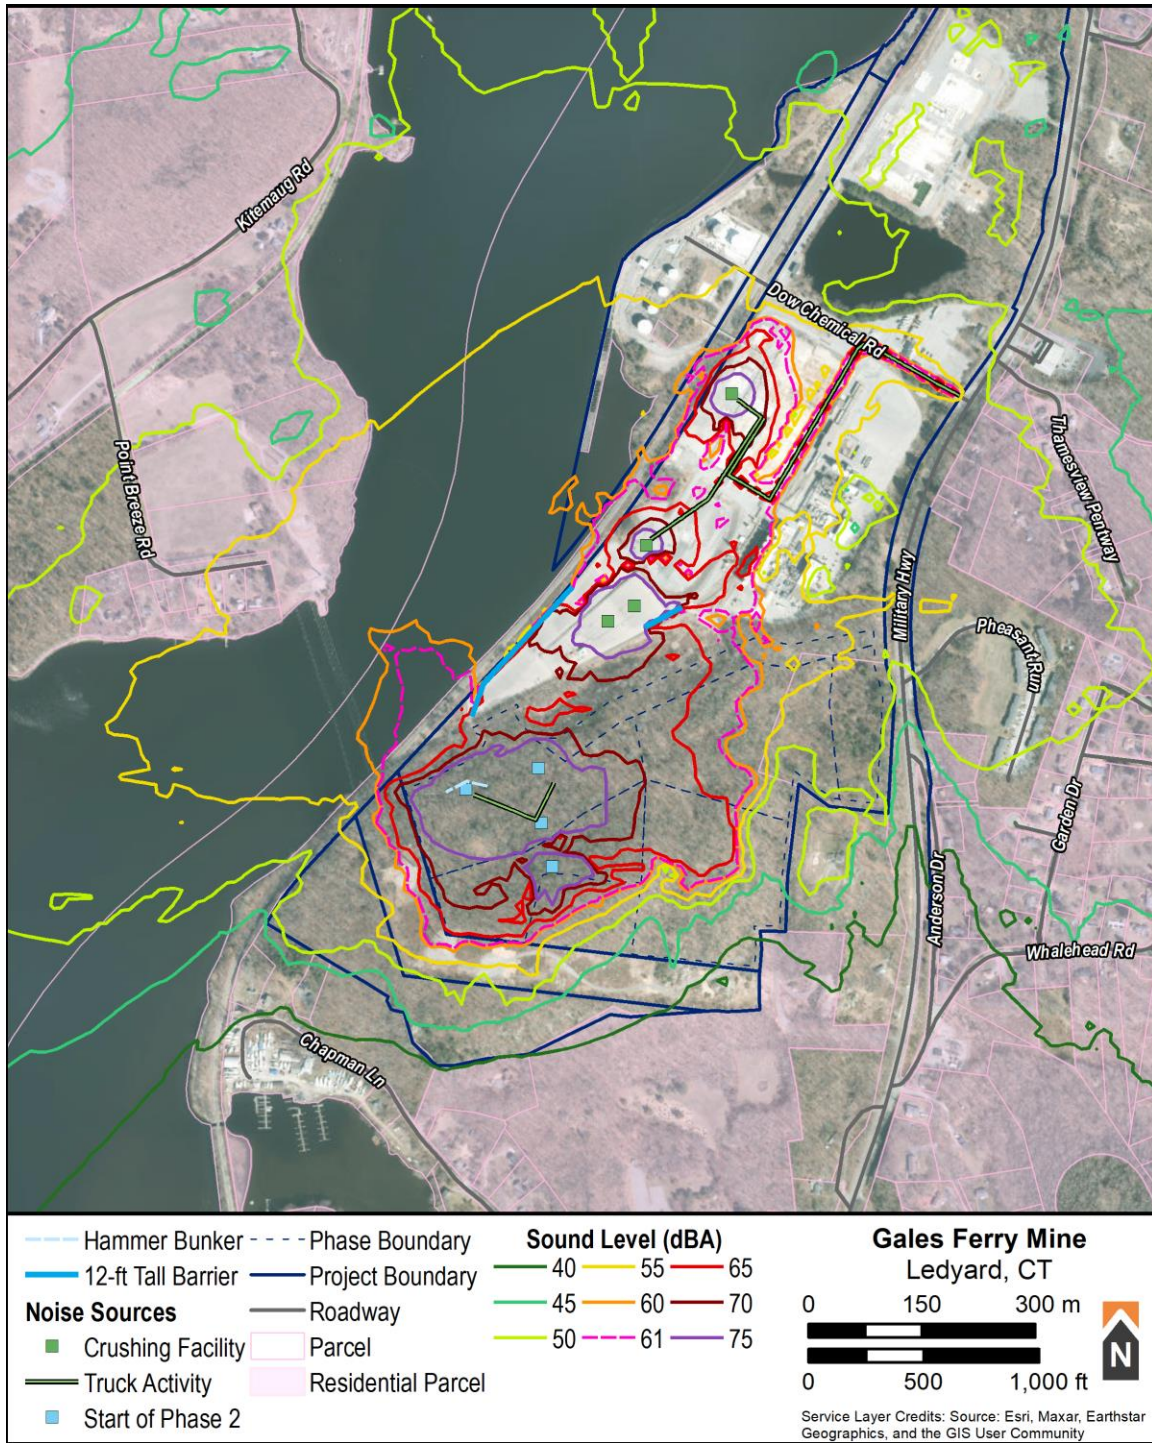 Kitemaug Rd
Dow Chemical Rd
Point Breeze Rd
Thamesview Pentway
Military Hwy
Pheasant Run
Garden Dr
Anderson Dr
Whalehead Rd
Chapman Ln
Hammer Bunker
12-ft Tall Barrier
Noise Sources
Crushing Facility
Truck Activity
Start of Phase 2
Phase Boundary
Project Boundary
Roadway
Parcel
Residential Parcel
Sound Level (dBA)
40 55 65
45 60 70
50 61 75
Gales Ferry Mine
Ledyard, CT
0 150 300 m
0 500 1,000 ft
N
Service Layer Credits: Source: Esri, Maxar, Earthstar
Geographics, and the GIS User Community